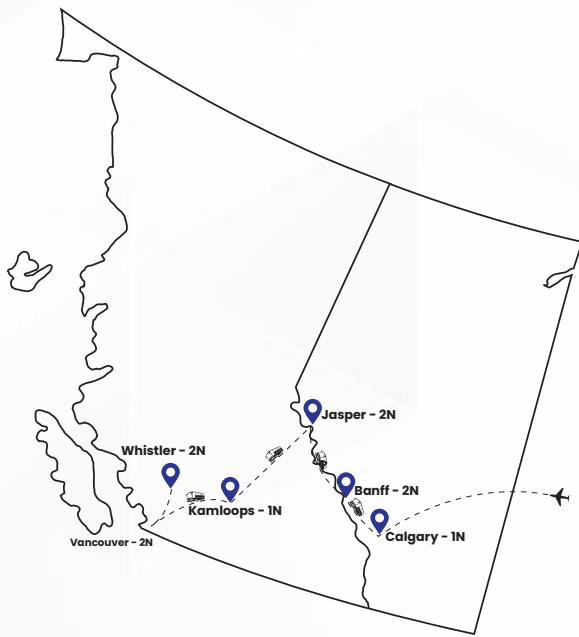 Jasper - 2N
Whistler - 2N
Banff - 2N
Kamloops - 1N
Calgary - 1N
Vancouver - 2N